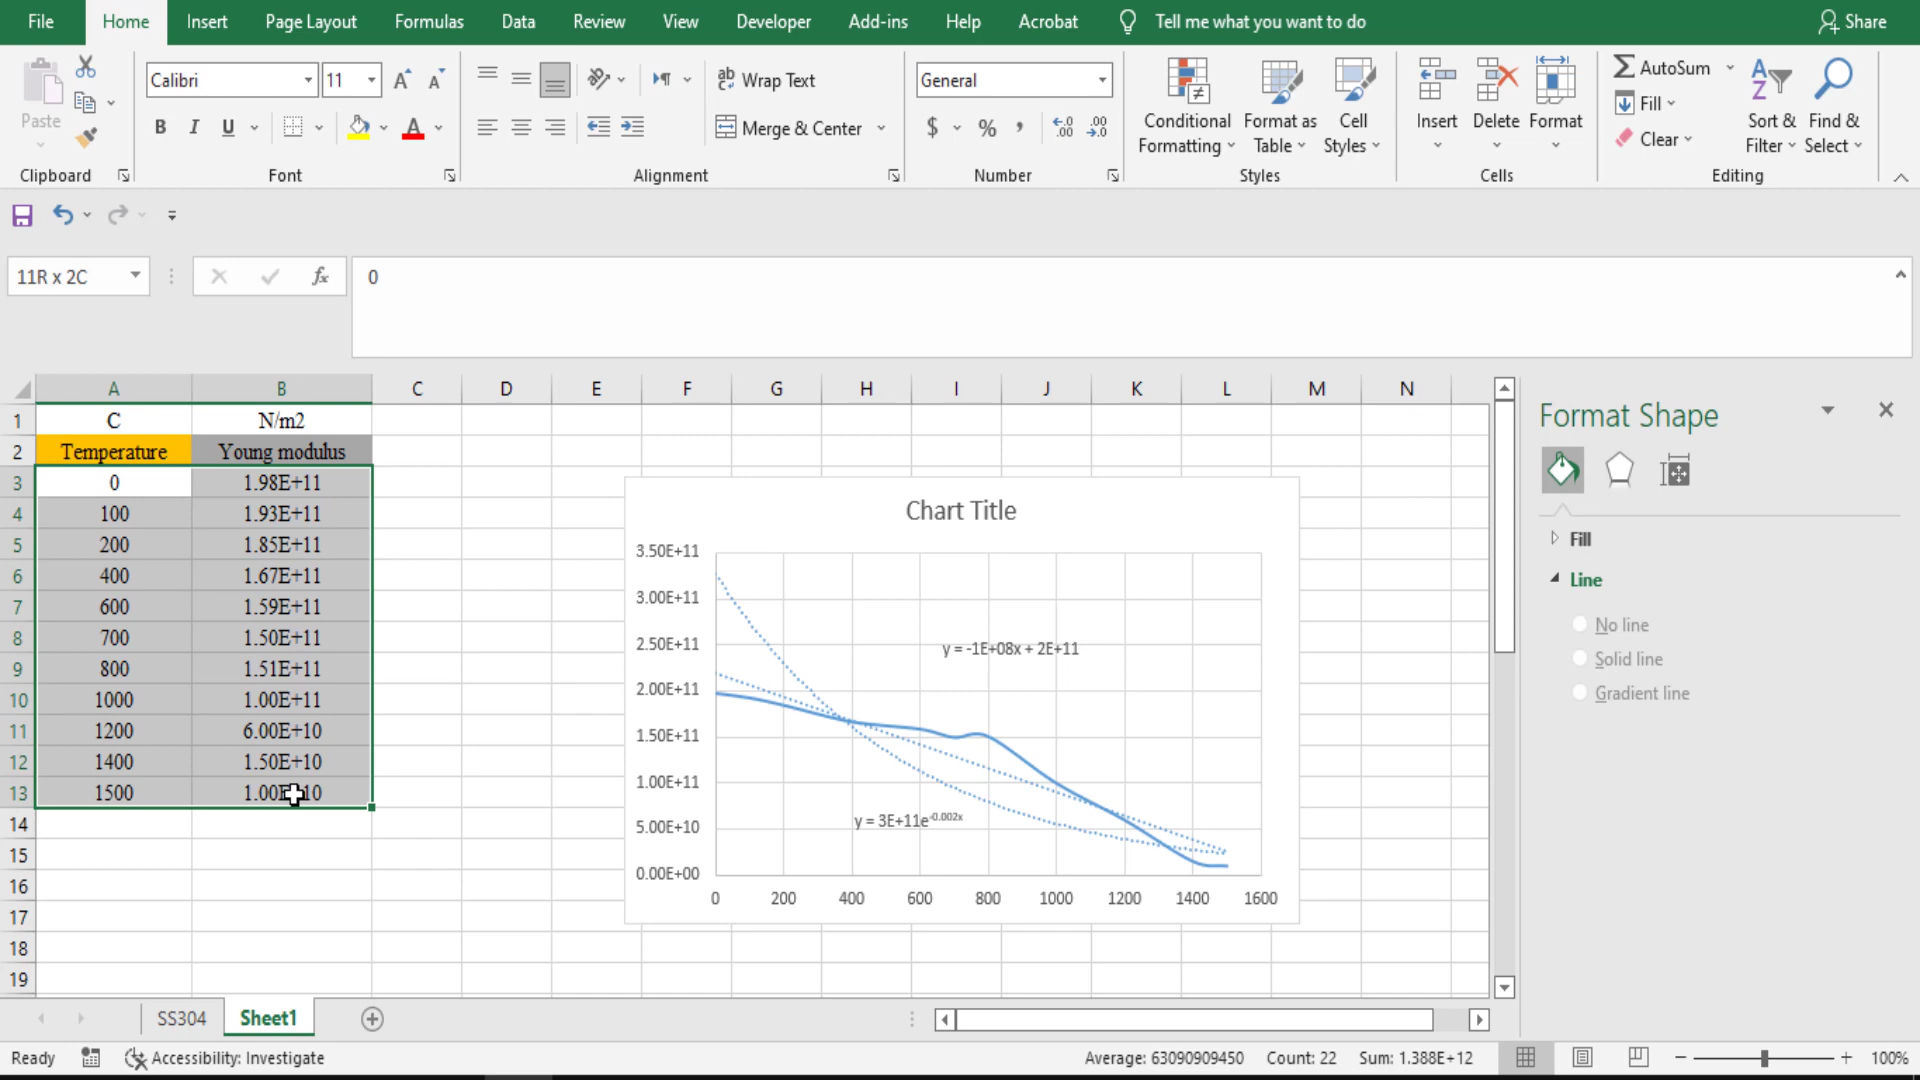 File Home Insert Page Layout Formulas Data Review View Developer Add-ins Help Acrobat Tell me what you want to do Share
Paste Calibri 11 Wrap Text General Conditional Formatting Format as Table Cell Styles Insert Delete Format AutoSum Sort & Filter Find & Select
B I U A Merge & Center $ % Fill Clear
Clipboard Font Alignment Number Styles Cells Editing
11R x 2C fx 0
A B C D E F G H I J K L M N
1 C N/m2
2 Temperature Young modulus
3 0 1.98E+11
4 100 1.93E+11
5 200 1.85E+11
6 400 1.67E+11
7 600 1.59E+11
8 700 1.50E+11
9 800 1.51E+11
10 1000 1.00E+11
11 1200 6.00E+10
12 1400 1.50E+10
13 1500
14
15
16
17
18
19
Chart Title
3.50E+11
3.00E+11
2.50E+11
2.00E+11
1.50E+11
1.00E+11
5.00E+10
0.00E+00
y = -1E+08x + 2E+11
y = 3E+11e-0.002x
0 200 400 600 800 1000 1200 1400 1600
Format Shape
Fill
Line
No line
Solid line
Gradient line
SS304 Sheet1
Ready Accessibility: Investigate Average: 63090909450 Count: 22 Sum: 1.388E+12 100%